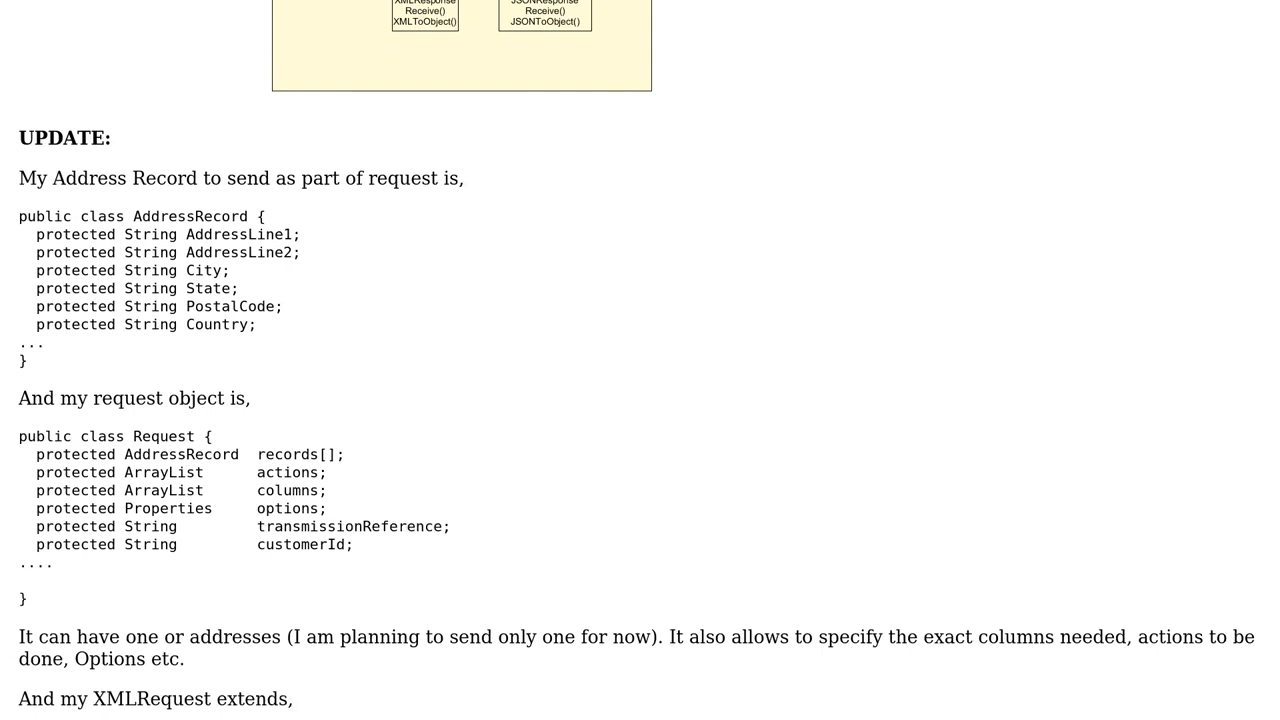 XMLResponse
Receive()
XMLToObject()
JSONResponse
Receive()
JSONToObject()
UPDATE:
My Address Record to send as part of request is,
public class AddressRecord {
  protected String AddressLine1;
  protected String AddressLine2;
  protected String City;
  protected String State;
  protected String PostalCode;
  protected String Country;
...
}
And my request object is,
public class Request {
  protected AddressRecord  records[];
  protected ArrayList      actions;
  protected ArrayList      columns;
  protected Properties     options;
  protected String         transmissionReference;
  protected String         customerId;
....
}
It can have one or addresses (I am planning to send only one for now). It also allows to specify the exact columns needed, actions to be
done, Options etc.
And my XMLRequest extends,